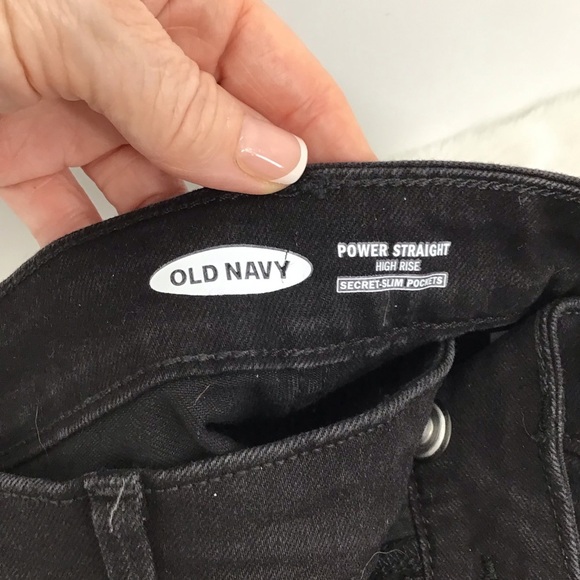 OLD NAVY
POWER STRAIGHT
HIGH RISE
SECRET-SLIM POCKETS